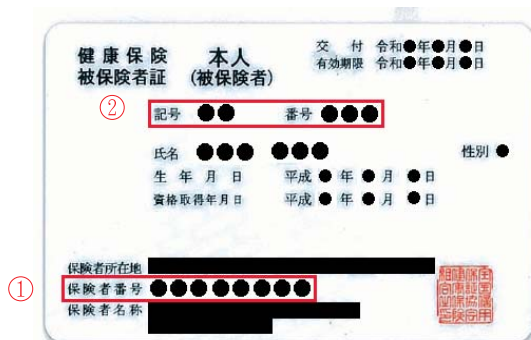 健康保険 本人 交付 令和●年●月●日
被保険者証 (被保険者) 有効期限 令和●年●月●日
② 記号 ●● 番号 ●●●
氏名 ●●● ●●● 性別 ●
生年月日 平成 ● 年 ● 月 ● 日
資格取得年月日 平成 ● 年 ● 月 ● 日
保険者所在地
① 保険者番号 ●●●●●●●●
保険者名称